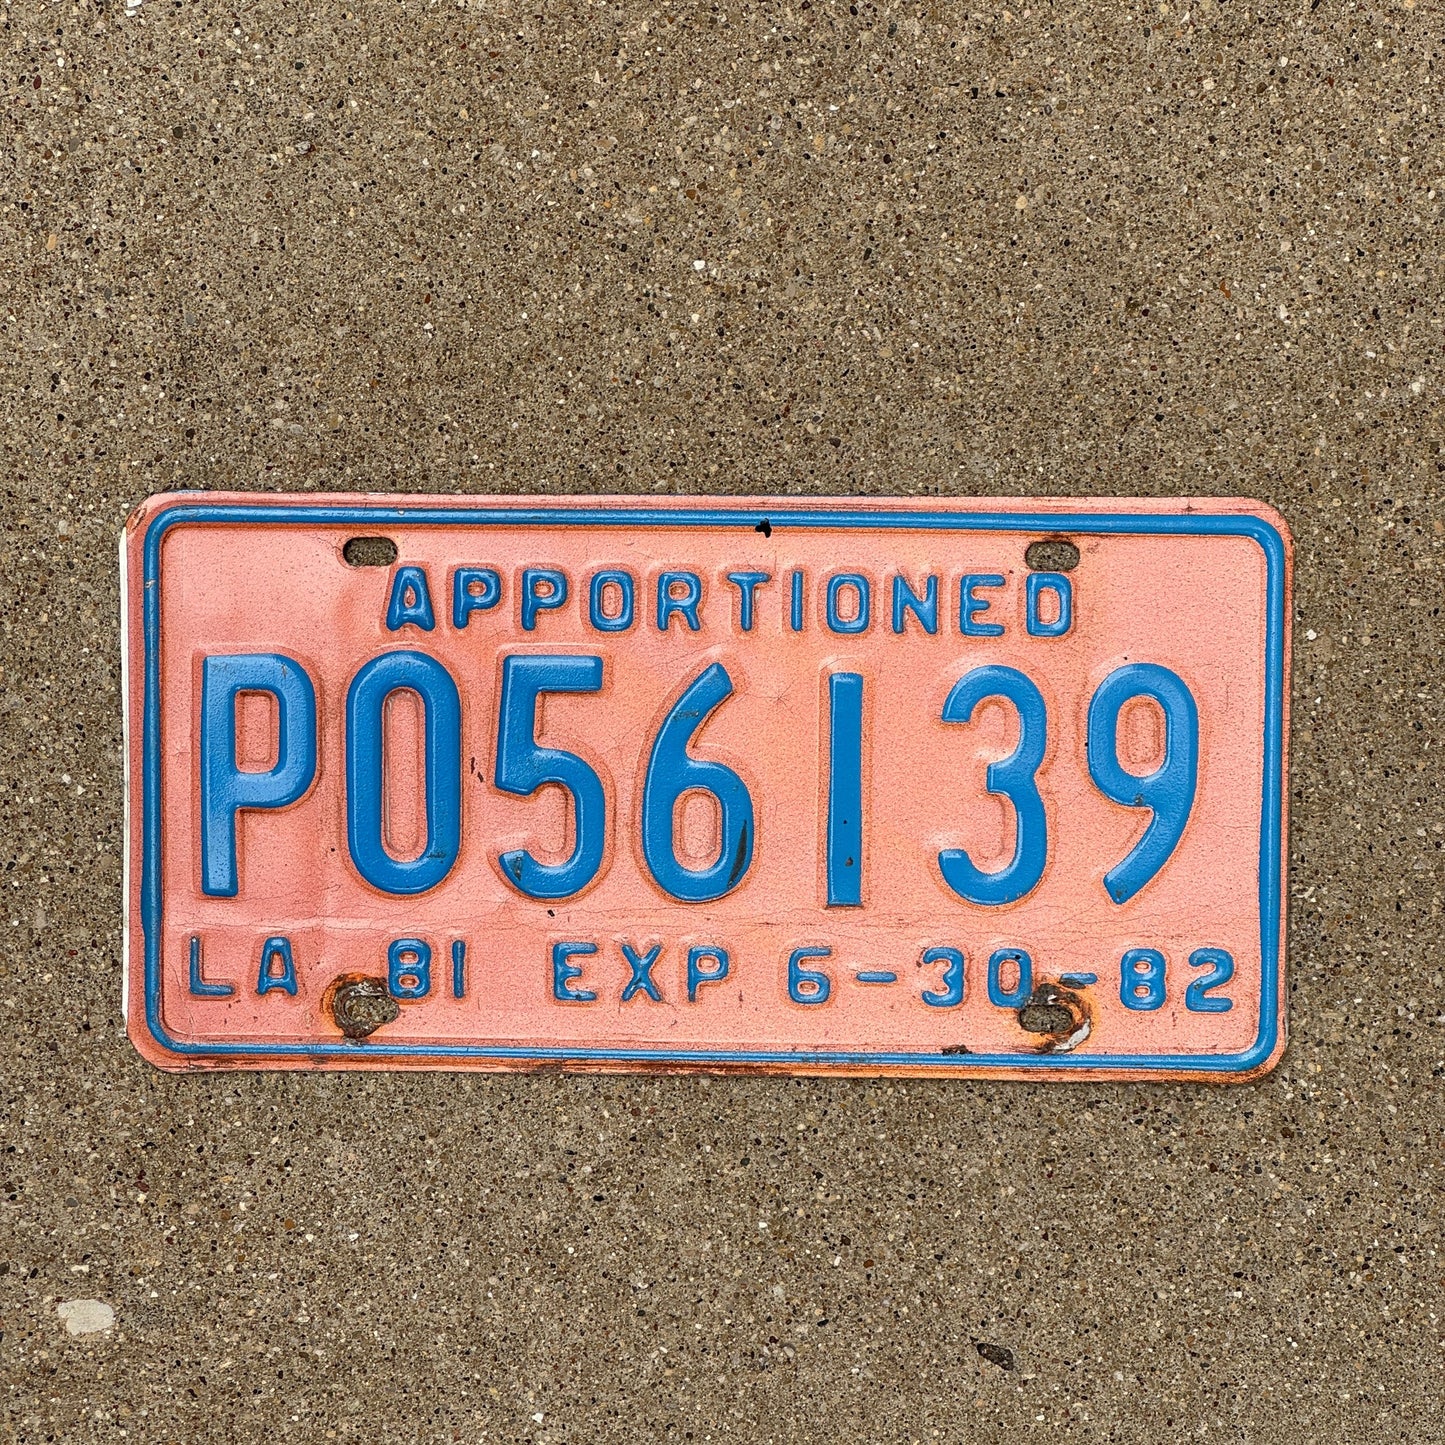 APPORTIONED
P056139
LA 81 EXP 6-30-82